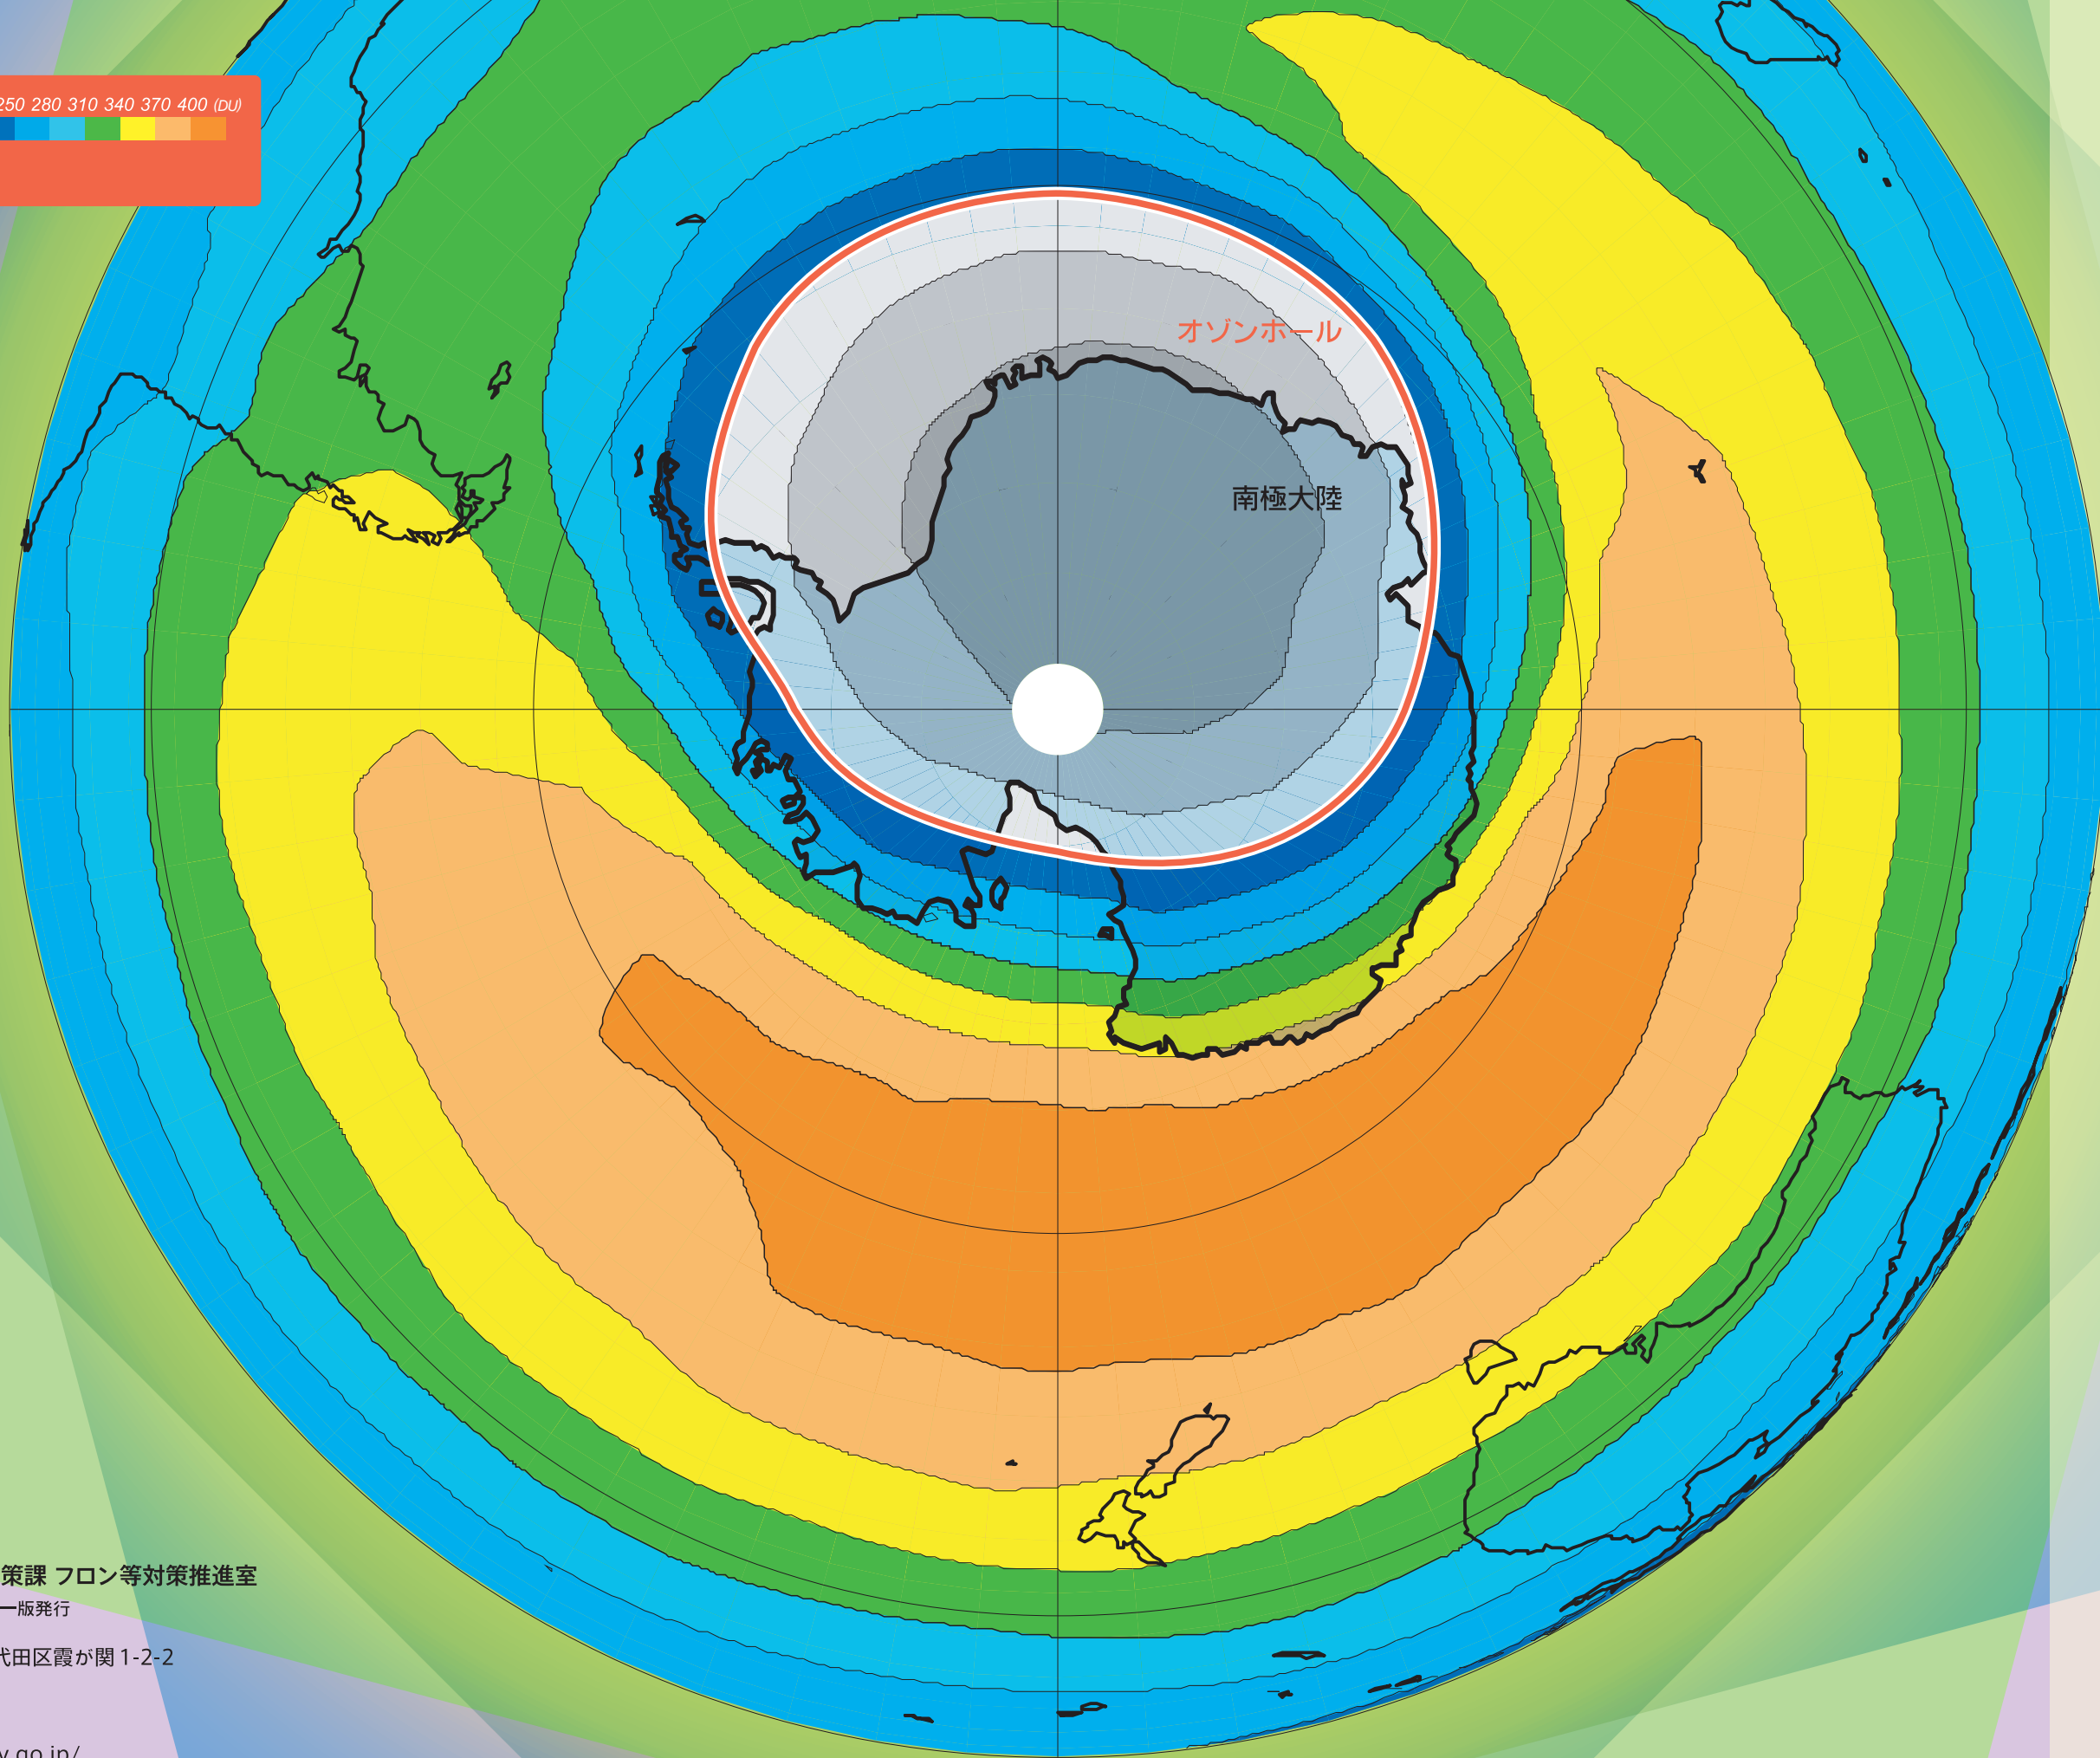 250 280 310 340 370 400 (DU)
オゾンホール
南極大陸
策課 フロン等対策推進室
一版発行
代田区霞が関 1-2-2
v.go.jp/